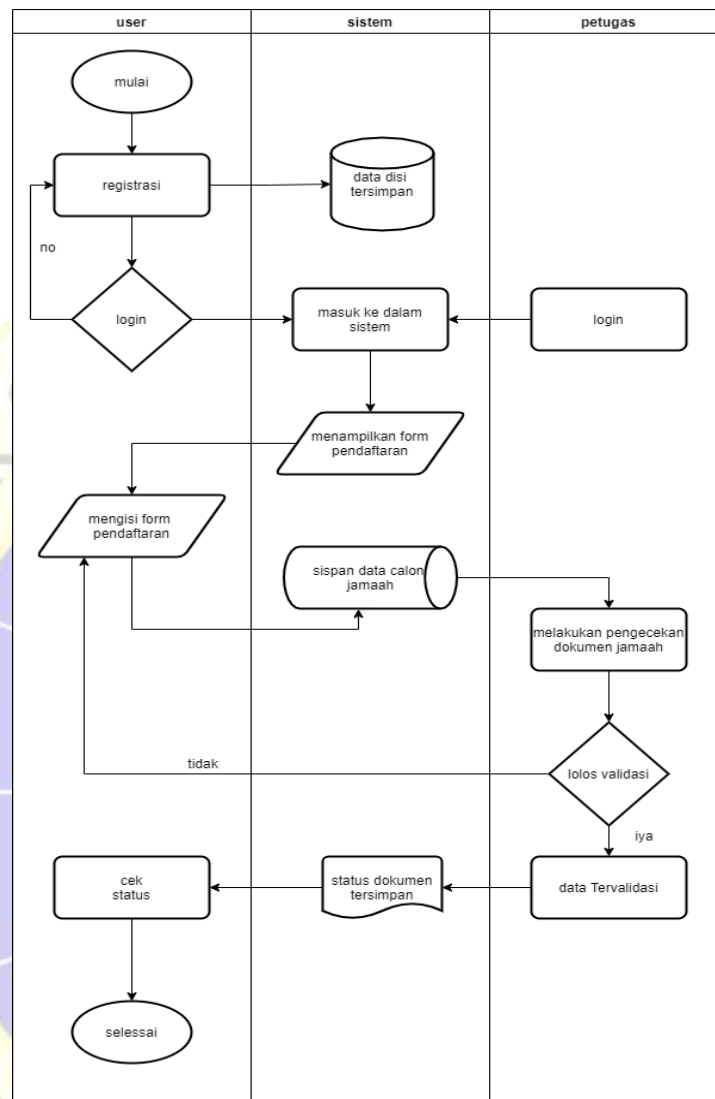 user
sistem
petugas
mulai
registrasi
data disi
tersimpan
no
login
masuk ke dalam
sistem
login
menampilkan form
pendaftaran
mengisi form
pendaftaran
sispan data calon
jamaah
melakukan pengecekan
dokumen jamaah
tidak
lolos validasi
iya
cek
status
status dokumen
tersimpan
data Tervalidasi
selessai